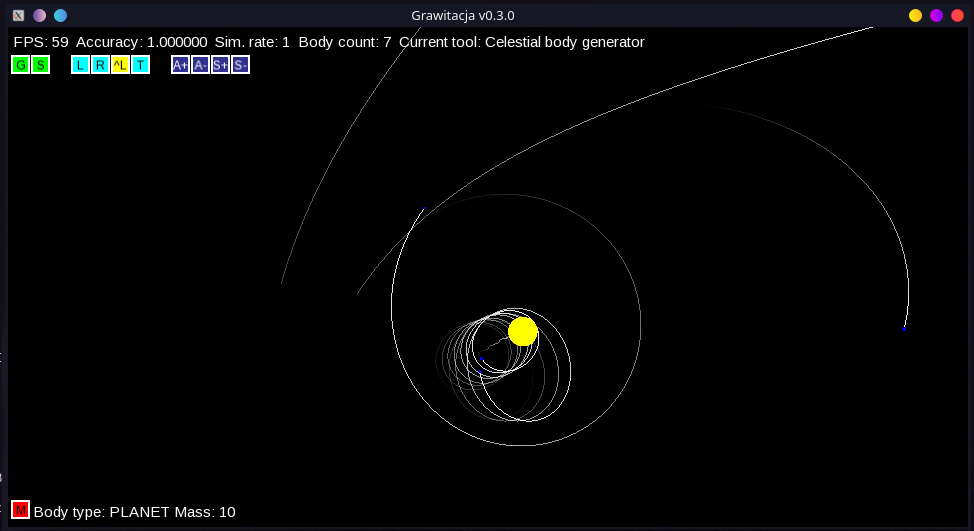 X Grawitacja v0.3.0
FPS: 59 Accuracy: 1.000000 Sim. rate: 1 Body count: 7 Current tool: Celestial body generator
G S L R ^L T A+ A- S+ S-
M Body type: PLANET Mass: 10